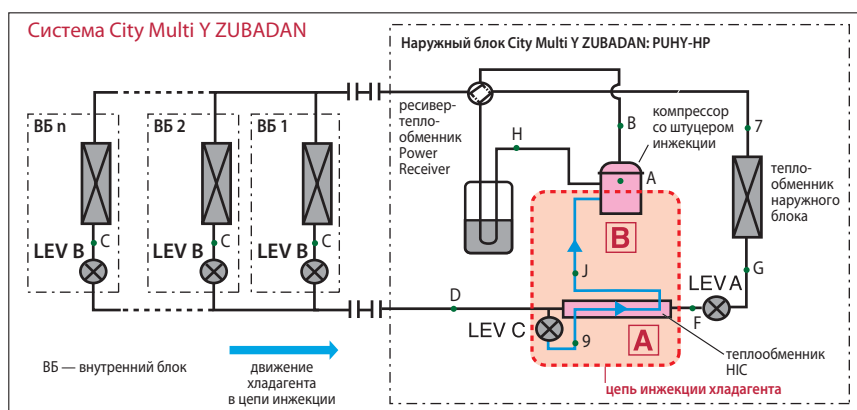 Система City Multi Y ZUBADAN
Наружный блок City Multi Y ZUBADAN: PUHY-HP
ресивер-
тепло-
обменник
Power
Receiver
компрессор
со штуцером
инжекции
B
7
H
A
ВБ n
ВБ 2
ВБ 1
тепло-
обменник
наружного
блока
B
LEV B
C
LEV B
C
LEV B
C
J
G
LEV A
D
F
LEV C
9
A
теплообменник
HIC
ВБ — внутренний блок
движение
хладагента
в цепи инжекции
цепь инжекции хладагента